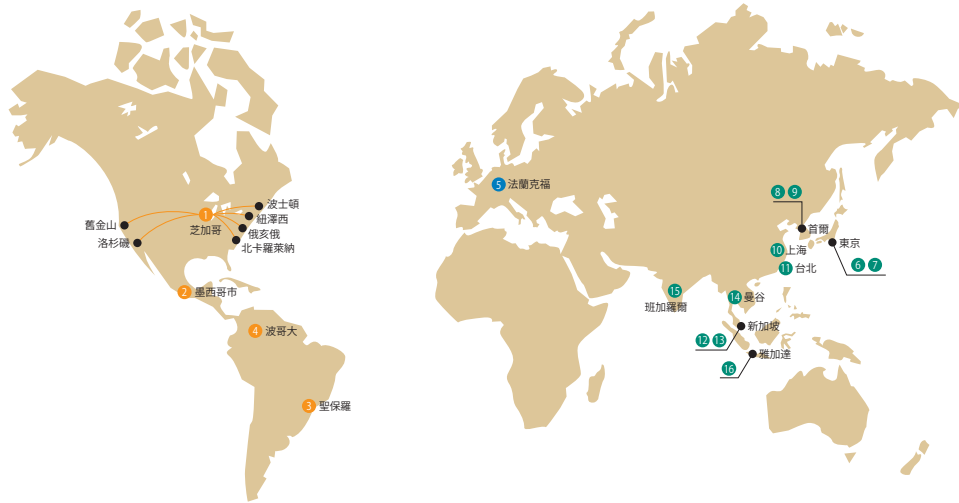 波士頓
1
紐澤西
舊金山
芝加哥
俄亥俄
洛杉磯
北卡羅萊納
2 墨西哥市
4 波哥大
3 聖保羅
5 法蘭克福
8 9
首爾
10 上海
東京
11 台北
6 7
15
班加羅爾
14 曼谷
新加坡
12 13
雅加達
16